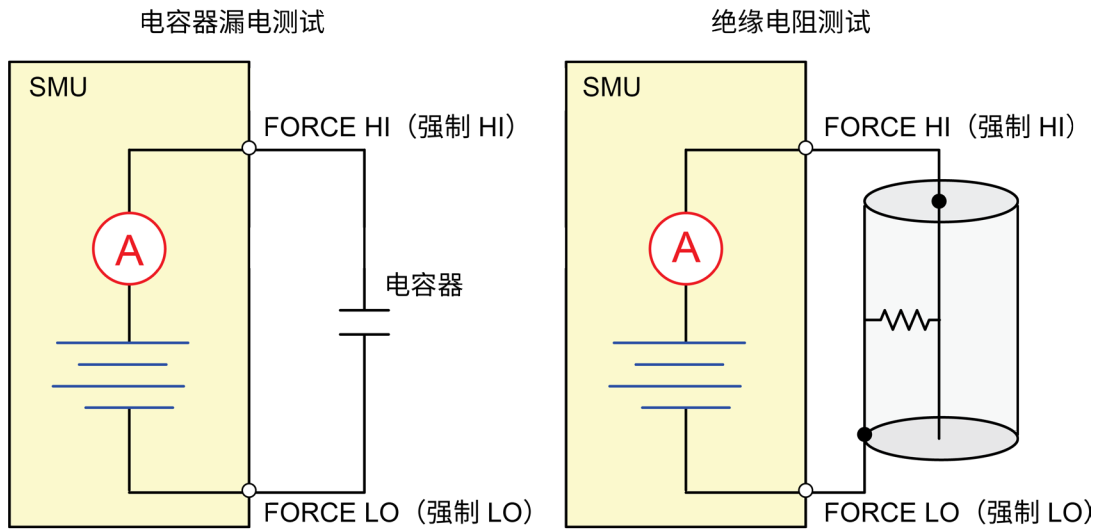 电容器漏电测试
绝缘电阻测试
SMU
SMU
FORCE HI（强制 HI）
FORCE HI（强制 HI）
A
A
电容器
FORCE LO（强制 LO）
FORCE LO（强制 LO）